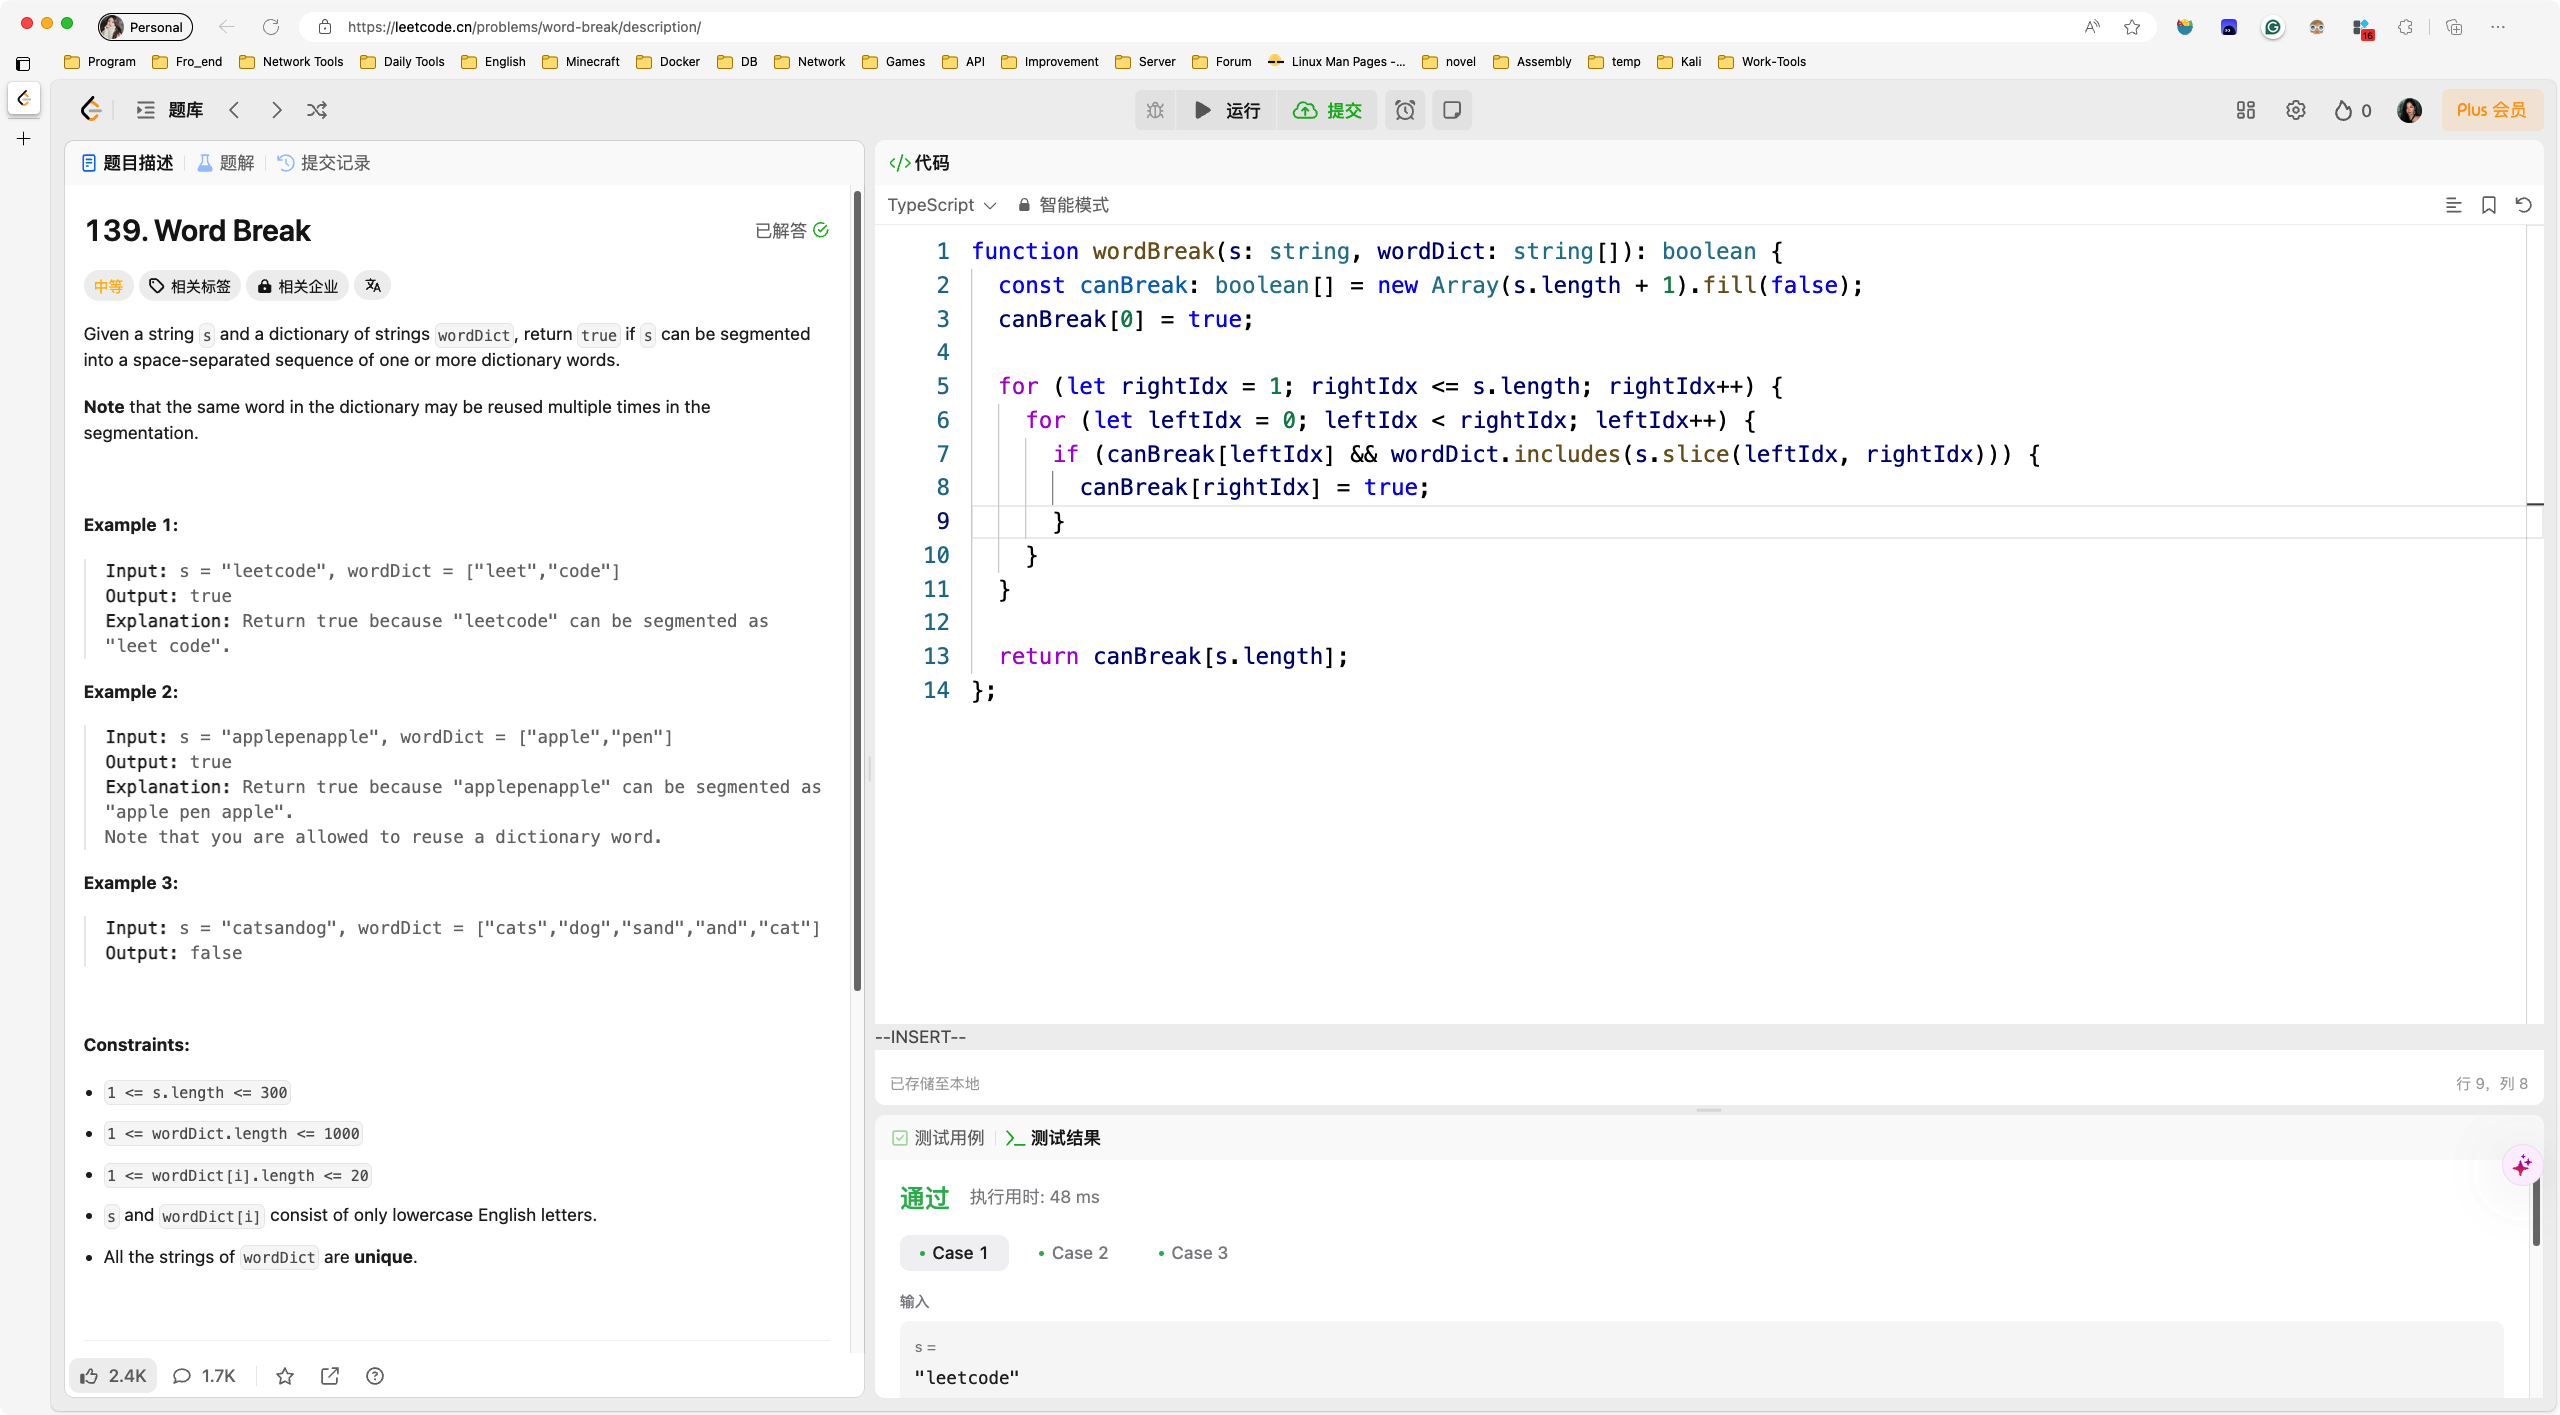 Personal
https://leetcode.cn/problems/word-break/description/
16
Program
Fro_end
Network Tools
Daily Tools
English
Minecraft
Docker
DB
Network
Games
API
Improvement
Server
Forum
Linux Man Pages -...
novel
Assembly
temp
Kali
Work-Tools
题库
运行
提交
0
Plus 会员
题目描述
题解
提交记录
139. Word Break
已解答
中等
相关标签
相关企业
Given a string s and a dictionary of strings wordDict, return true if s can be segmented
into a space-separated sequence of one or more dictionary words.
Note that the same word in the dictionary may be reused multiple times in the
segmentation.
Example 1:
Input: s = "leetcode", wordDict = ["leet","code"]
Output: true
Explanation: Return true because "leetcode" can be segmented as
"leet code".
Example 2:
Input: s = "applepenapple", wordDict = ["apple","pen"]
Output: true
Explanation: Return true because "applepenapple" can be segmented as
"apple pen apple".
Note that you are allowed to reuse a dictionary word.
Example 3:
Input: s = "catsandog", wordDict = ["cats","dog","sand","and","cat"]
Output: false
Constraints:
• 1 <= s.length <= 300
• 1 <= wordDict.length <= 1000
• 1 <= wordDict[i].length <= 20
• s and wordDict[i] consist of only lowercase English letters.
• All the strings of wordDict are unique.
2.4K
1.7K
代码
TypeScript
智能模式
1 function wordBreak(s: string, wordDict: string[]): boolean {
2   const canBreak: boolean[] = new Array(s.length + 1).fill(false);
3   canBreak[0] = true;
4
5   for (let rightIdx = 1; rightIdx <= s.length; rightIdx++) {
6     for (let leftIdx = 0; leftIdx < rightIdx; leftIdx++) {
7       if (canBreak[leftIdx] && wordDict.includes(s.slice(leftIdx, rightIdx))) {
8         canBreak[rightIdx] = true;
9       }
10     }
11   }
12
13   return canBreak[s.length];
14 };
--INSERT--
已存储至本地
行 9, 列 8
测试用例
测试结果
通过
执行用时: 48 ms
• Case 1
• Case 2
• Case 3
输入
s =
"leetcode"